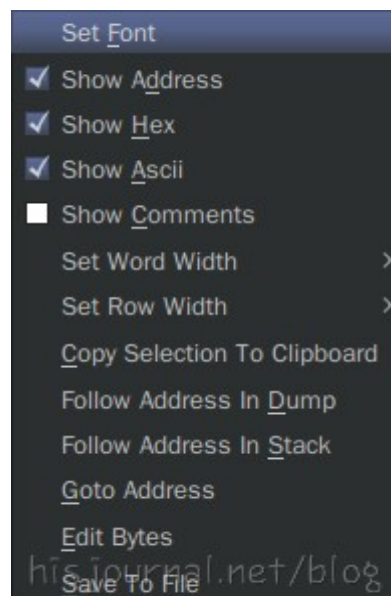 Set Font
Show Address
Show Hex
Show Ascii
Show Comments
Set Word Width
Set Row Width
Copy Selection To Clipboard
Follow Address In Dump
Follow Address In Stack
Goto Address
Edit Bytes
Save To File
hisjournal.net/blog